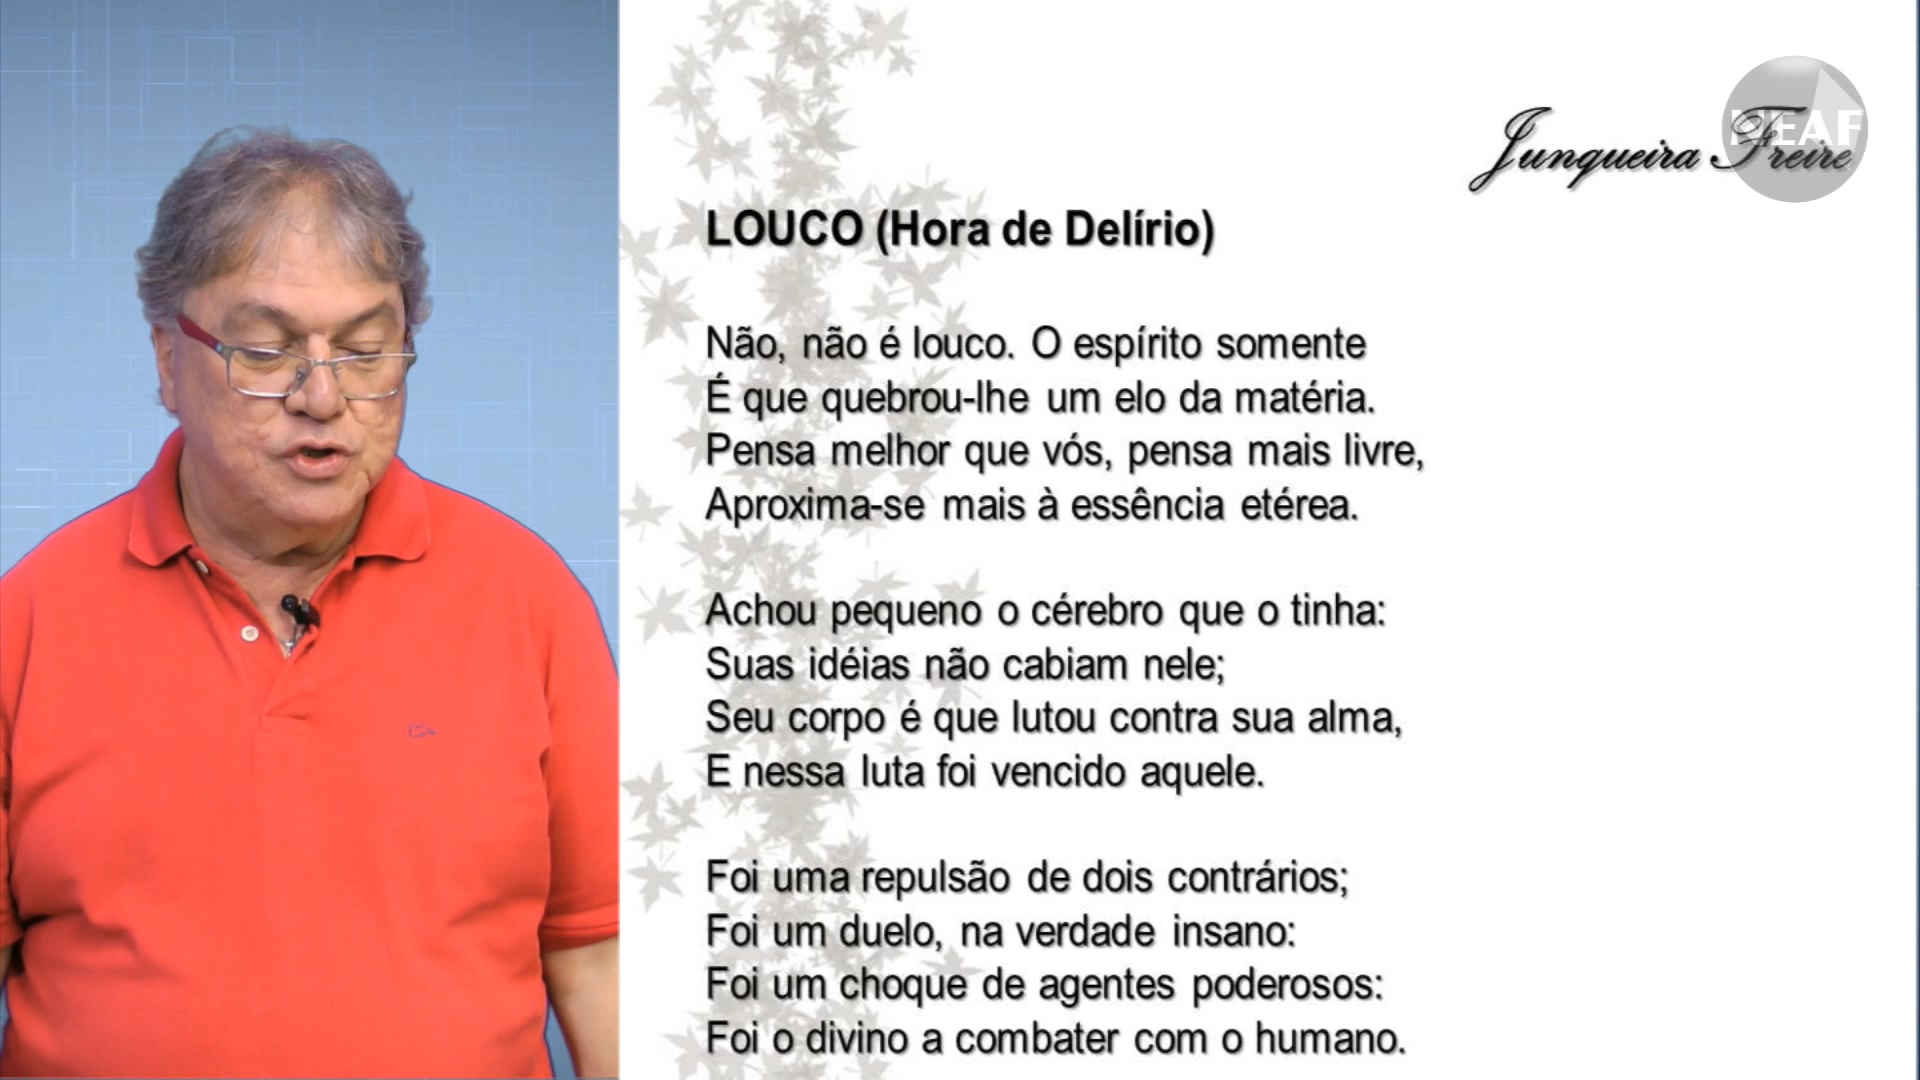 NEAF
Junqueira Freire
LOUCO (Hora de Delírio)
Não, não é louco. O espírito somente
É que quebrou-lhe um elo da matéria.
Pensa melhor que vós, pensa mais livre,
Aproxima-se mais à essência etérea.
Achou pequeno o cérebro que o tinha:
Suas idéias não cabiam nele;
Seu corpo é que lutou contra sua alma,
E nessa luta foi vencido aquele.
Foi uma repulsão de dois contrários;
Foi um duelo, na verdade insano:
Foi um choque de agentes poderosos:
Foi o divino a combater com o humano.